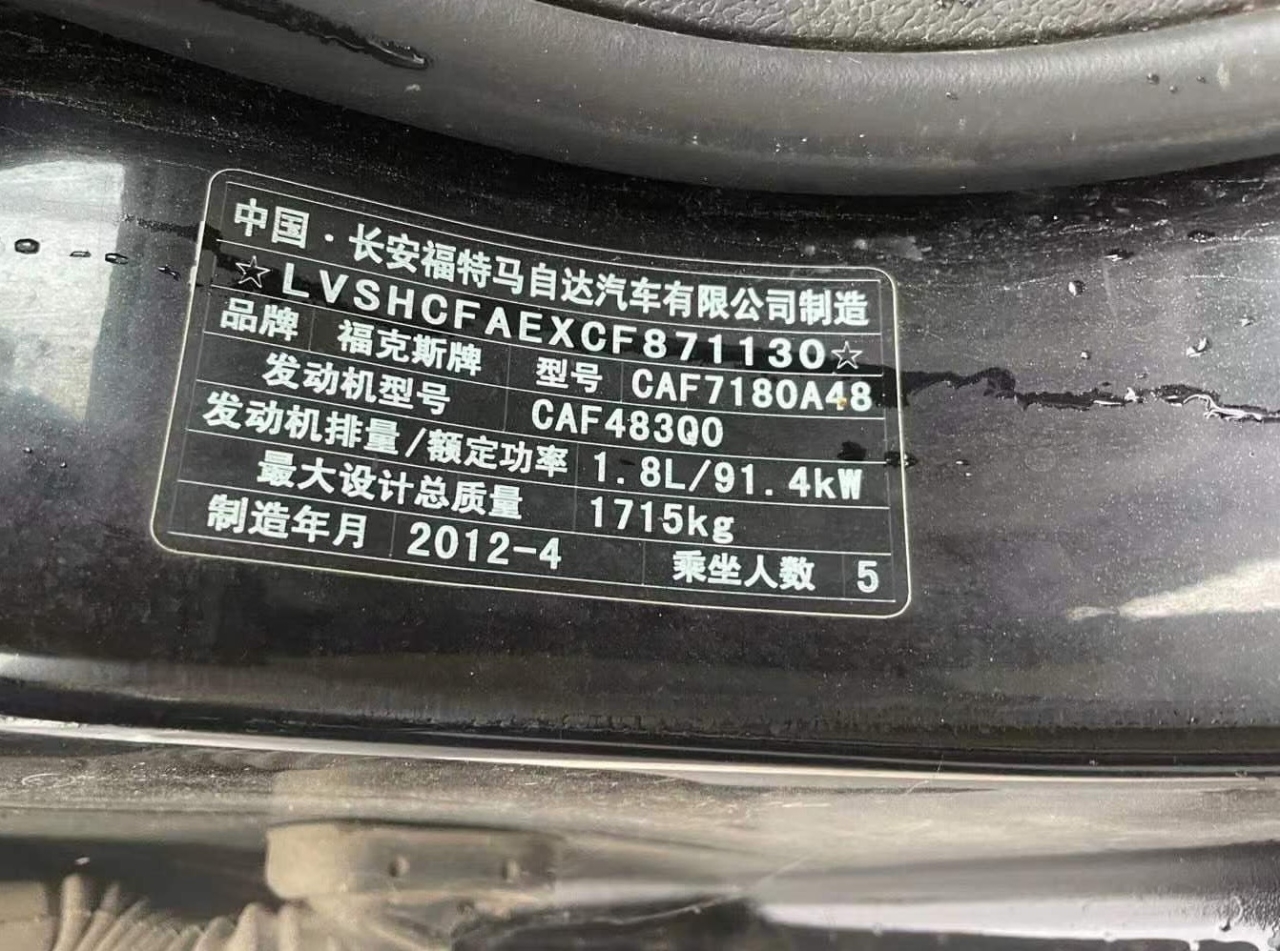 中国·长安福特马自达汽车有限公司制造
☆LVSHCFAEXCF871130☆
品牌 福克斯牌 型号 CAF7180A48
发动机型号 CAF483Q0
发动机排量/额定功率 1.8L/91.4kW
最大设计总质量 1715kg
制造年月 2012-4 乘坐人数 5